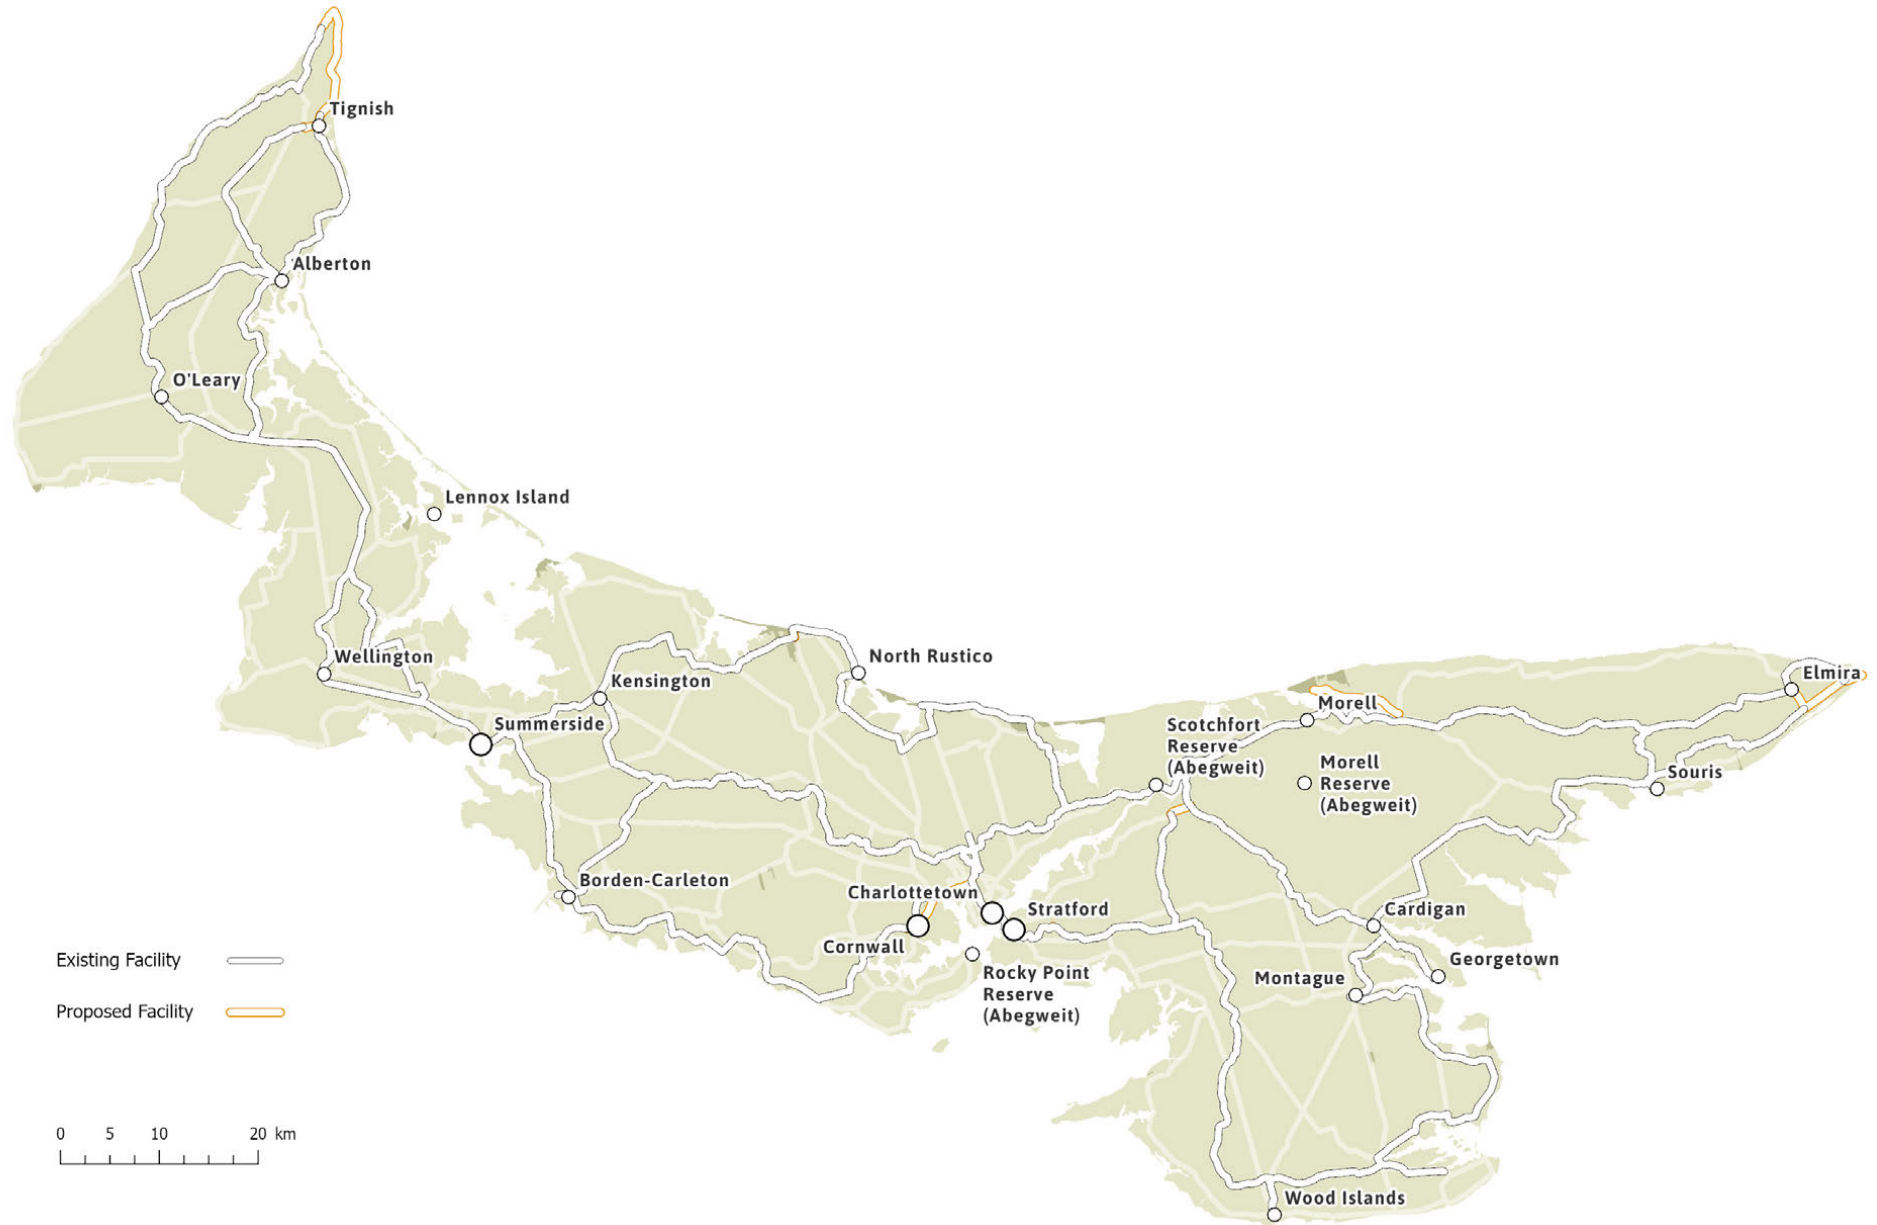 Tignish
Alberton
O'Leary
Lennox Island
Wellington
North Rustico
Kensington
Summerside
Elmira
Morell
Scotchfort
Reserve
(Abegweit)
Morell
Reserve
(Abegweit)
Souris
Borden-Carleton
Charlottetown
Stratford
Cardigan
Cornwall
Georgetown
Rocky Point
Reserve
(Abegweit)
Montague
Wood Islands
Existing Facility
Proposed Facility
0 5 10 20 km